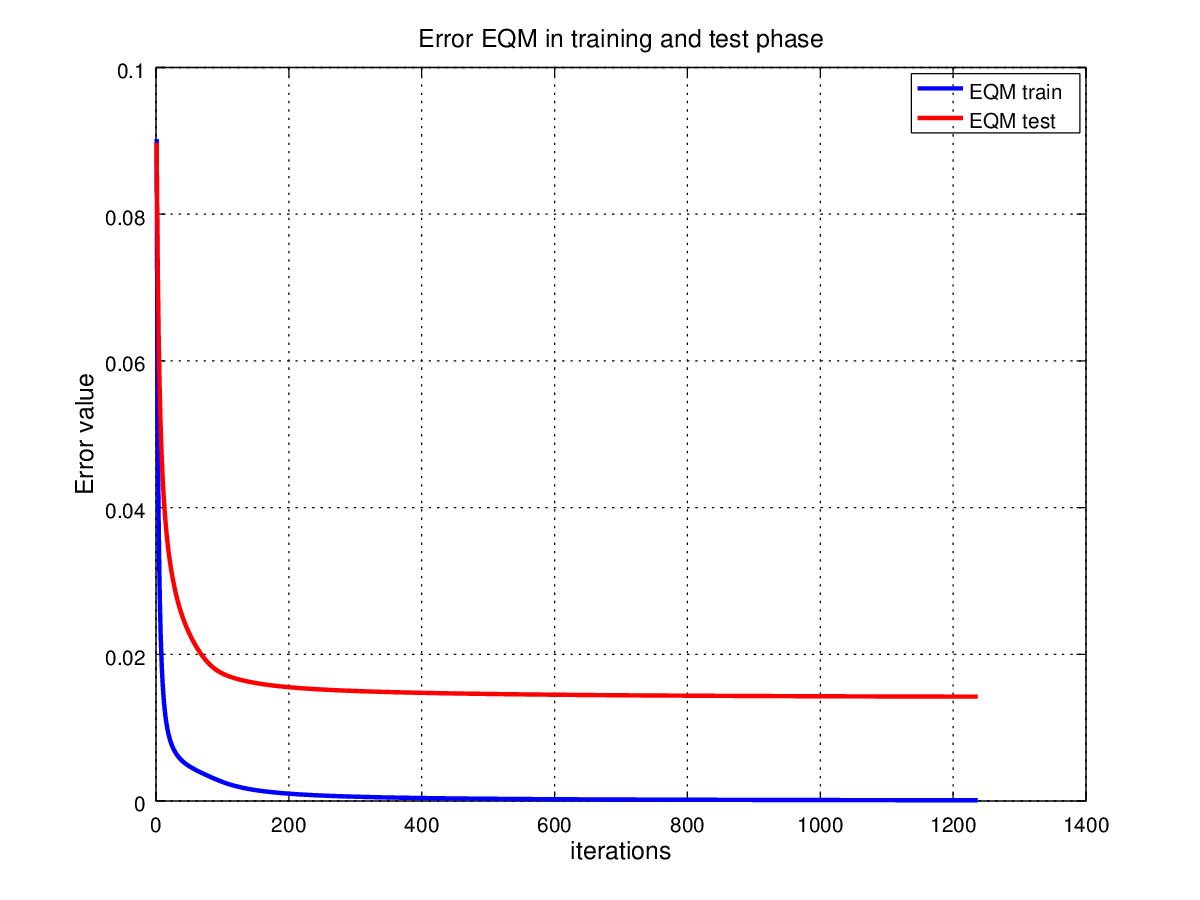 Error EQM in training and test phase
EQM train
EQM test
0.1
0.08
0.06
0.04
0.02
0
Error value
0 200 400 600 800 1000 1200 1400
iterations